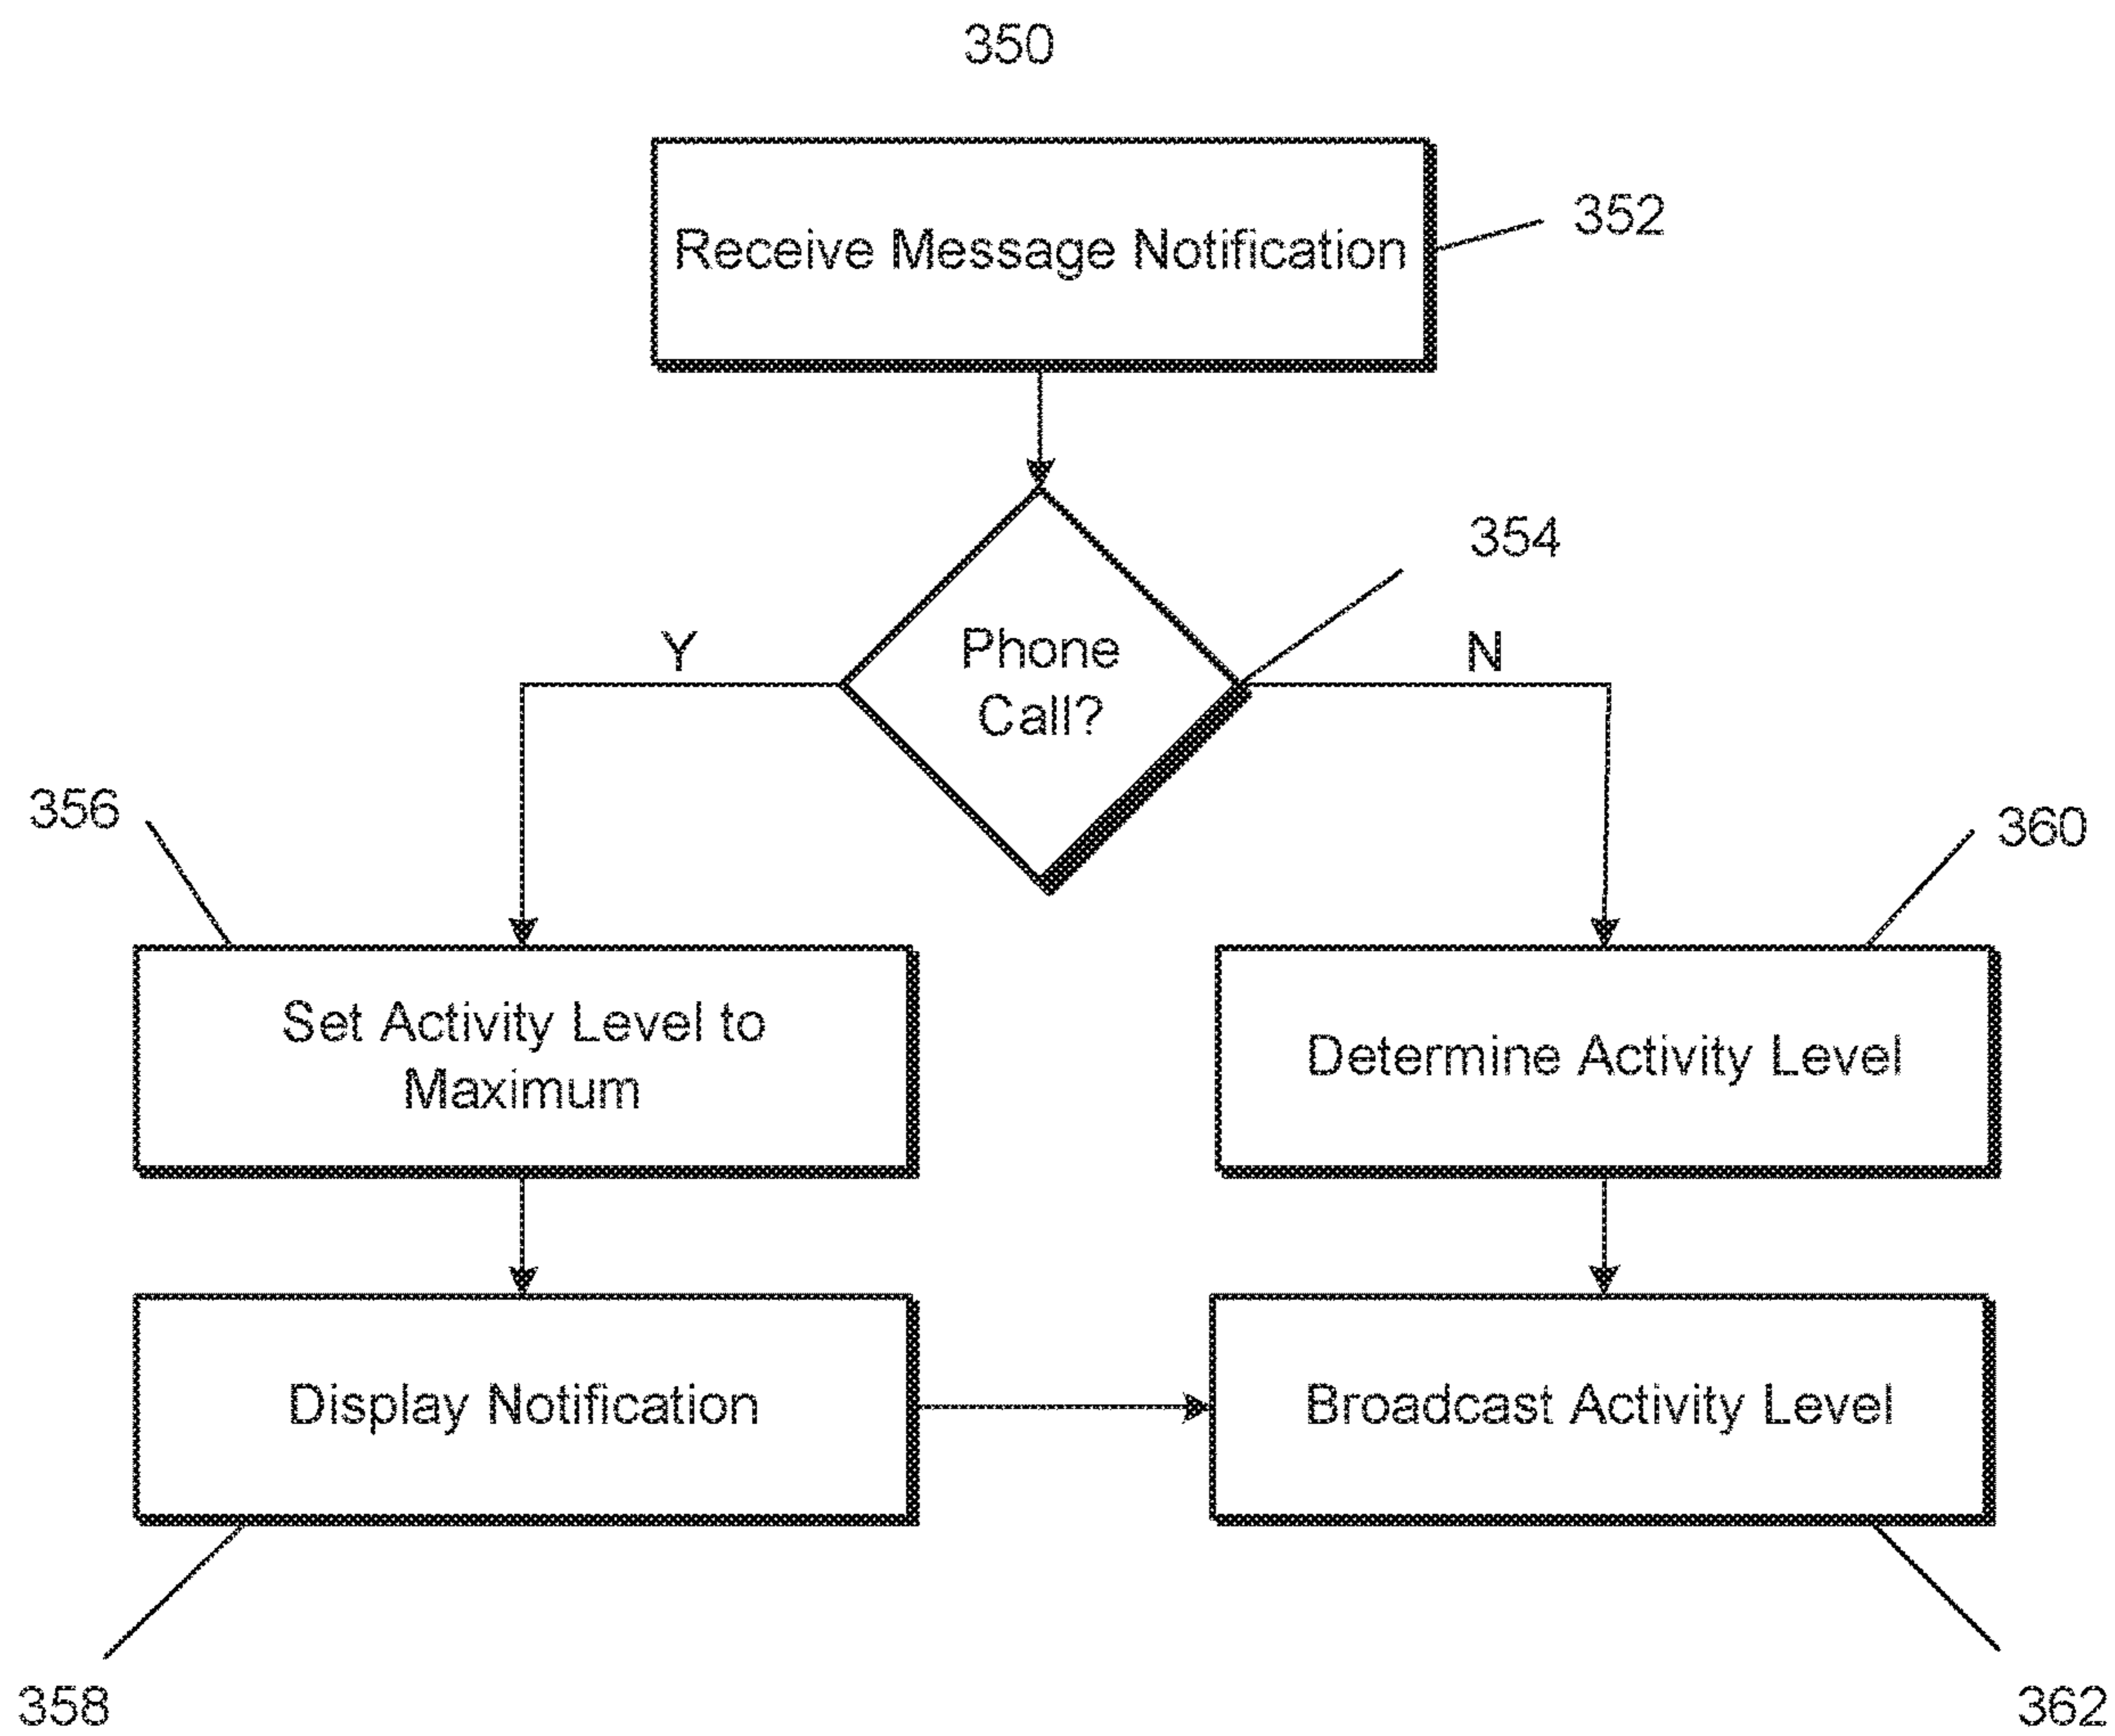 350
Receive Message Notification
352
354
Y
Phone
Call?
N
356
360
Set Activity Level to
Maximum
Determine Activity Level
Display Notification
Broadcast Activity Level
358
362